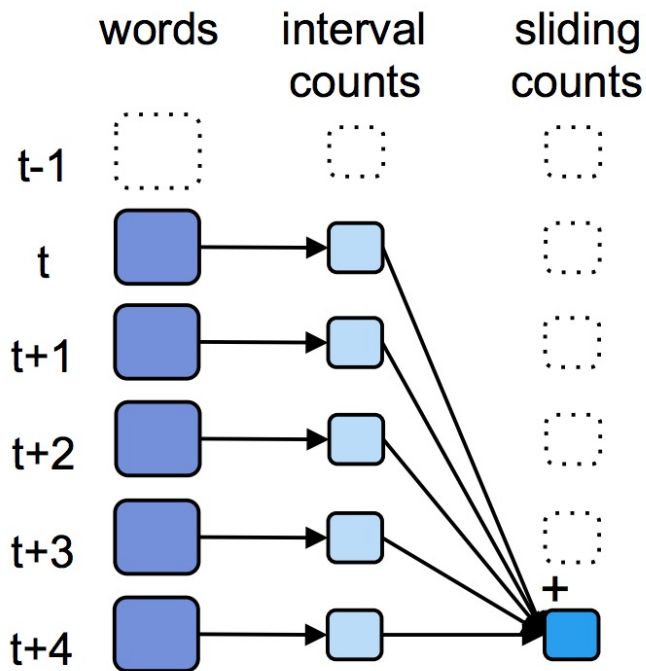 words interval counts sliding counts
t-1
t
t+1
t+2
t+3
+
t+4